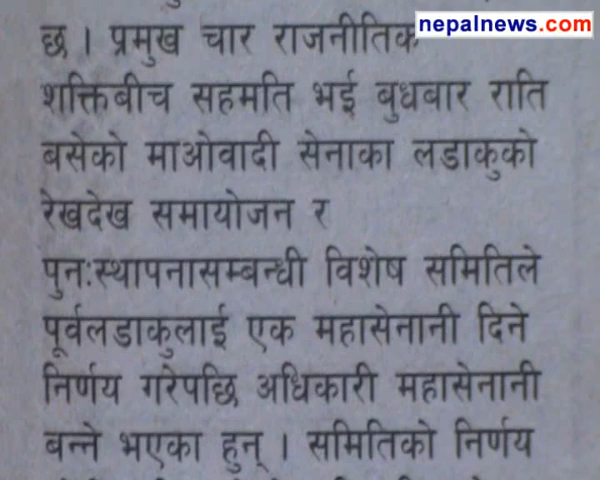 nepalnews.com
छ । प्रमुख चार राजनीतिक
शक्तिबीच सहमति भई बुधबार राति
बसेको माओवादी सेनाका लडाकुको
रेखदेख समायोजन र
पुनःस्थापनासम्बन्धी विशेष समितिले
पूर्वलडाकुलाई एक महासेनानी दिने
निर्णय गरेपछि अधिकारी महासेनानी
बन्ने भएका हुन् । समितिको निर्णय